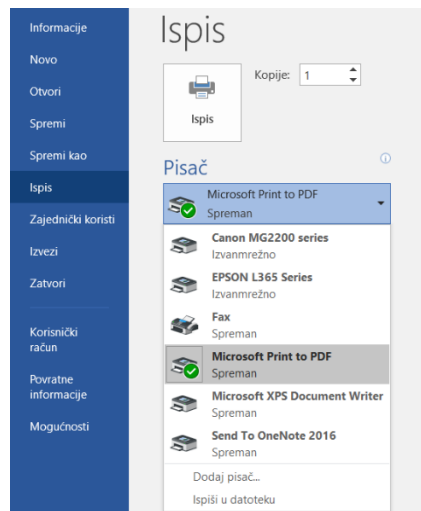 Informacije
Novo
Otvori
Spremi
Spremi kao
Ispis
Zajednički koristi
Izvezi
Zatvori
Korisnički
račun
Povratne
informacije
Mogućnosti
Ispis
Kopije: 1
Ispis
Pisač
Microsoft Print to PDF
Spreman
Canon MG2200 series
Izvanmrežno
EPSON L365 Series
Izvanmrežno
Fax
Spreman
Microsoft Print to PDF
Spreman
Microsoft XPS Document Writer
Spreman
Send To OneNote 2016
Spreman
Dodaj pisač...
Ispiši u datoteku